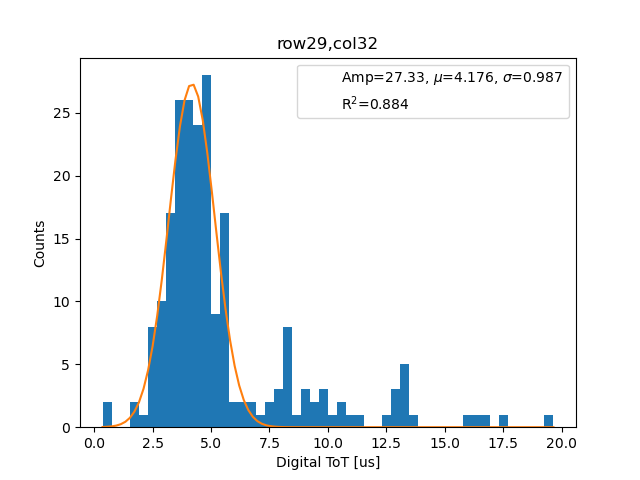 row29,col32
Amp=27.33, μ=4.176, σ=0.987
R²=0.884
25
20
15
10
5
0
Counts
0.0 2.5 5.0 7.5 10.0 12.5 15.0 17.5 20.0
Digital ToT [us]